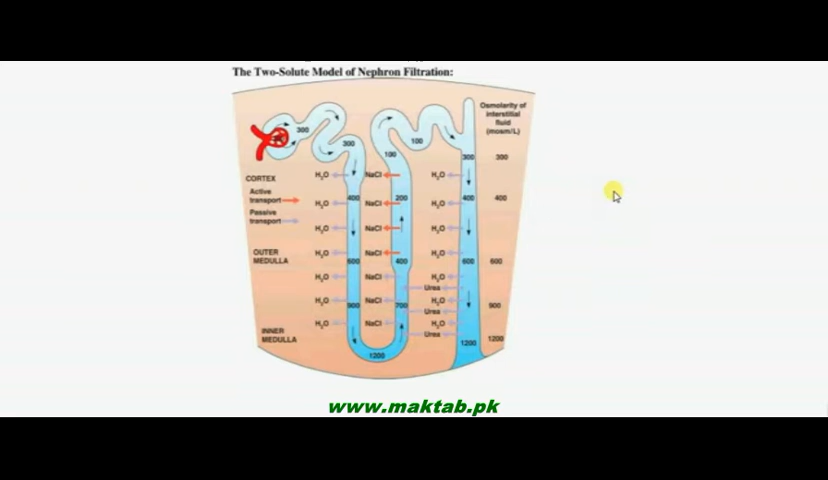 The Two-Solute Model of Nephron Filtration:
Osmolarity of
interstitial
fluid
(mosm/L)
300
300
100
100
300
300
CORTEX
H₂O
NaCl
H₂O
Active
transport
400
200
400
400
H₂O
NaCl
H₂O
Passive
transport
H₂O
NaCl
H₂O
OUTER
MEDULLA
H₂O
NaCl
H₂O
600
400
600
600
H₂O
NaCl
H₂O
Urea
H₂O
NaCl
H₂O
900
700
900
Urea
H₂O
NaCl
H₂O
INNER
MEDULLA
Urea
1200
1200
1200
www.maktab.pk